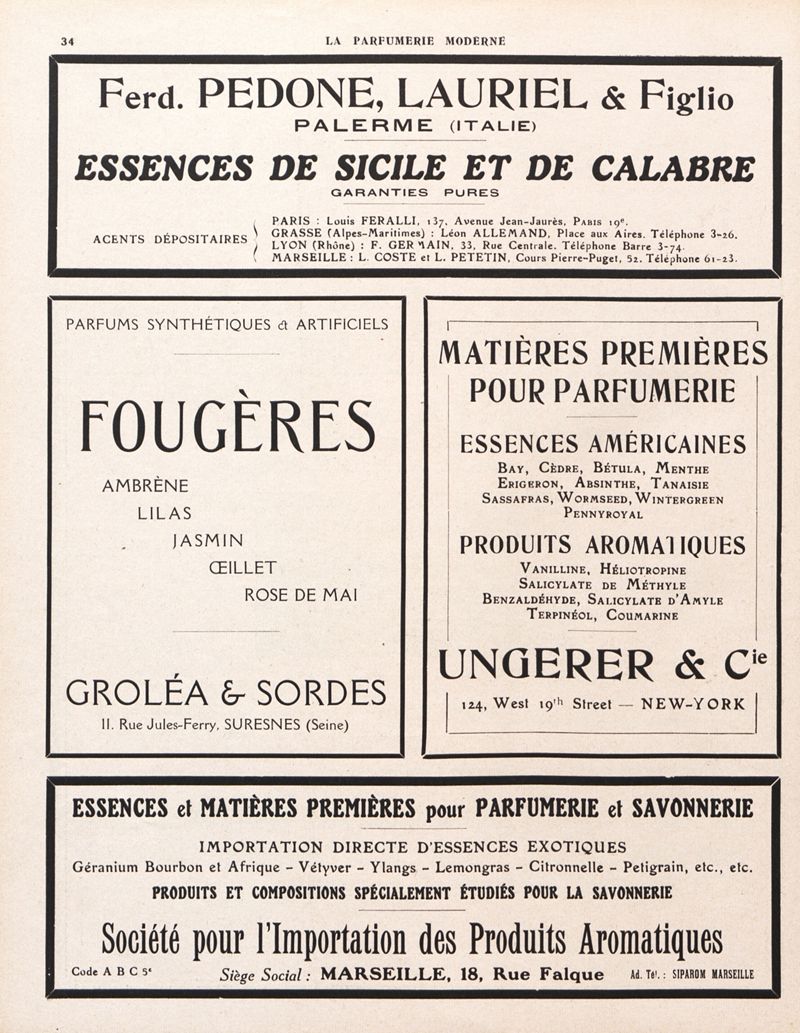 34
LA PARFUMERIE MODERNE
Ferd. PEDONE, LAURIEL & Figlio
PALERME (ITALIE)
ESSENCES DE SICILE ET DE CALABRE
GARANTIES PURES
AGENTS DÉPOSITAIRES
PARIS : Louis FERALLI, 137, Avenue Jean-Jaurès, PARIS 19e.
GRASSE (Alpes-Maritimes) : Léon ALLEMAND, Place aux Aires. Téléphone 3-26.
LYON (Rhône) : F. GERMAIN, 33, Rue Centrale. Téléphone Barre 3-74.
MARSEILLE : L. COSTE et L. PETETIN, Cours Pierre-Puget, 52. Téléphone 61-23.
PARFUMS SYNTHÉTIQUES & ARTIFICIELS
FOUGÈRES
AMBRÈNE
LILAS
JASMIN
ŒILLET
ROSE DE MAI
GROLÉA & SORDES
11. Rue Jules-Ferry, SURESNES (Seine)
MATIÈRES PREMIÈRES
POUR PARFUMERIE
ESSENCES AMÉRICAINES
BAY, CÈDRE, BÉTULA, MENTHE
ERIGERON, ABSINTHE, TANAISIE
SASSAFRAS, WORMSEED, WINTERGREEN
PENNYROYAL
PRODUITS AROMATIQUES
VANILLINE, HÉLIOTROPINE
SALICYLATE DE MÉTHYLE
BENZALDÉHYDE, SALICYLATE D'AMYLE
TERPINÉOL, COUMARINE
UNGERER & Cie
124, West 19th Street — NEW-YORK
ESSENCES et MATIÈRES PREMIÈRES pour PARFUMERIE et SAVONNERIE
IMPORTATION DIRECTE D'ESSENCES EXOTIQUES
Géranium Bourbon et Afrique – Vétyver – Ylangs – Lemongras – Citronnelle – Petigrain, etc., etc.
PRODUITS ET COMPOSITIONS SPÉCIALEMENT ÉTUDIÉS POUR LA SAVONNERIE
Société pour l'Importation des Produits Aromatiques
Code A B C 5e
Siège Social : MARSEILLE, 18, Rue Falque
Ad. Tél. : SIPAROM MARSEILLE